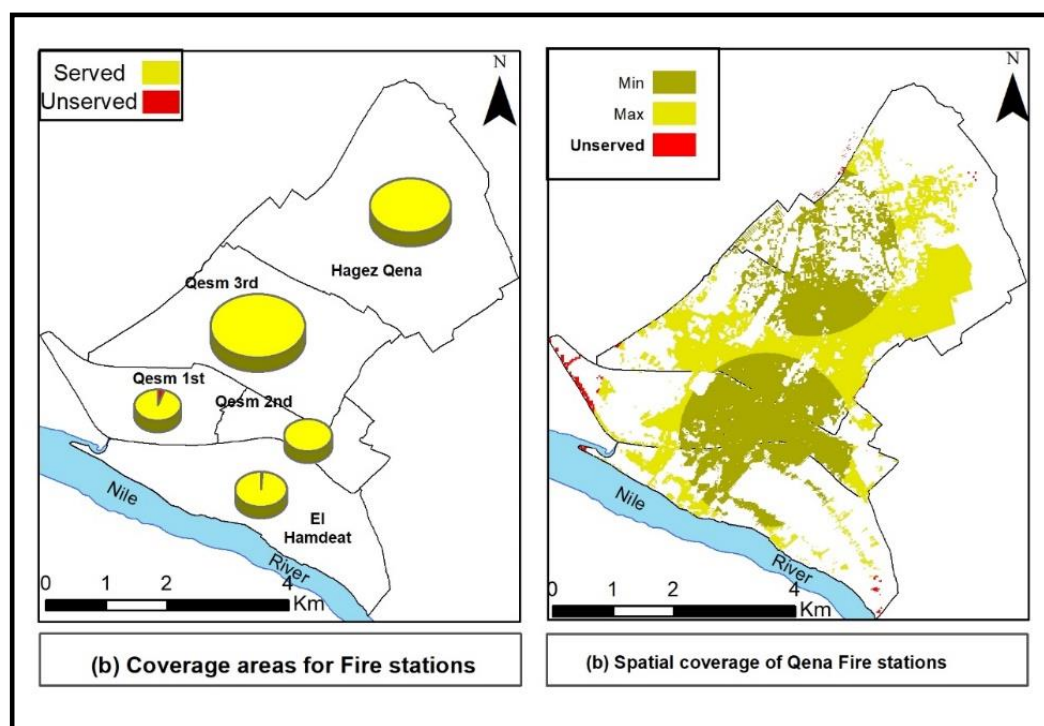 Served
Unserved
N
Hagez Qena
Qesm 3rd
Qesm 1st
Qesm 2nd
El
Hamdeat
Nile
River
0 1 2 4
Km
(b) Coverage areas for Fire stations
Min
Max
Unserved
N
Nile
River
0 1 2 4
Km
(b) Spatial coverage of Qena Fire stations